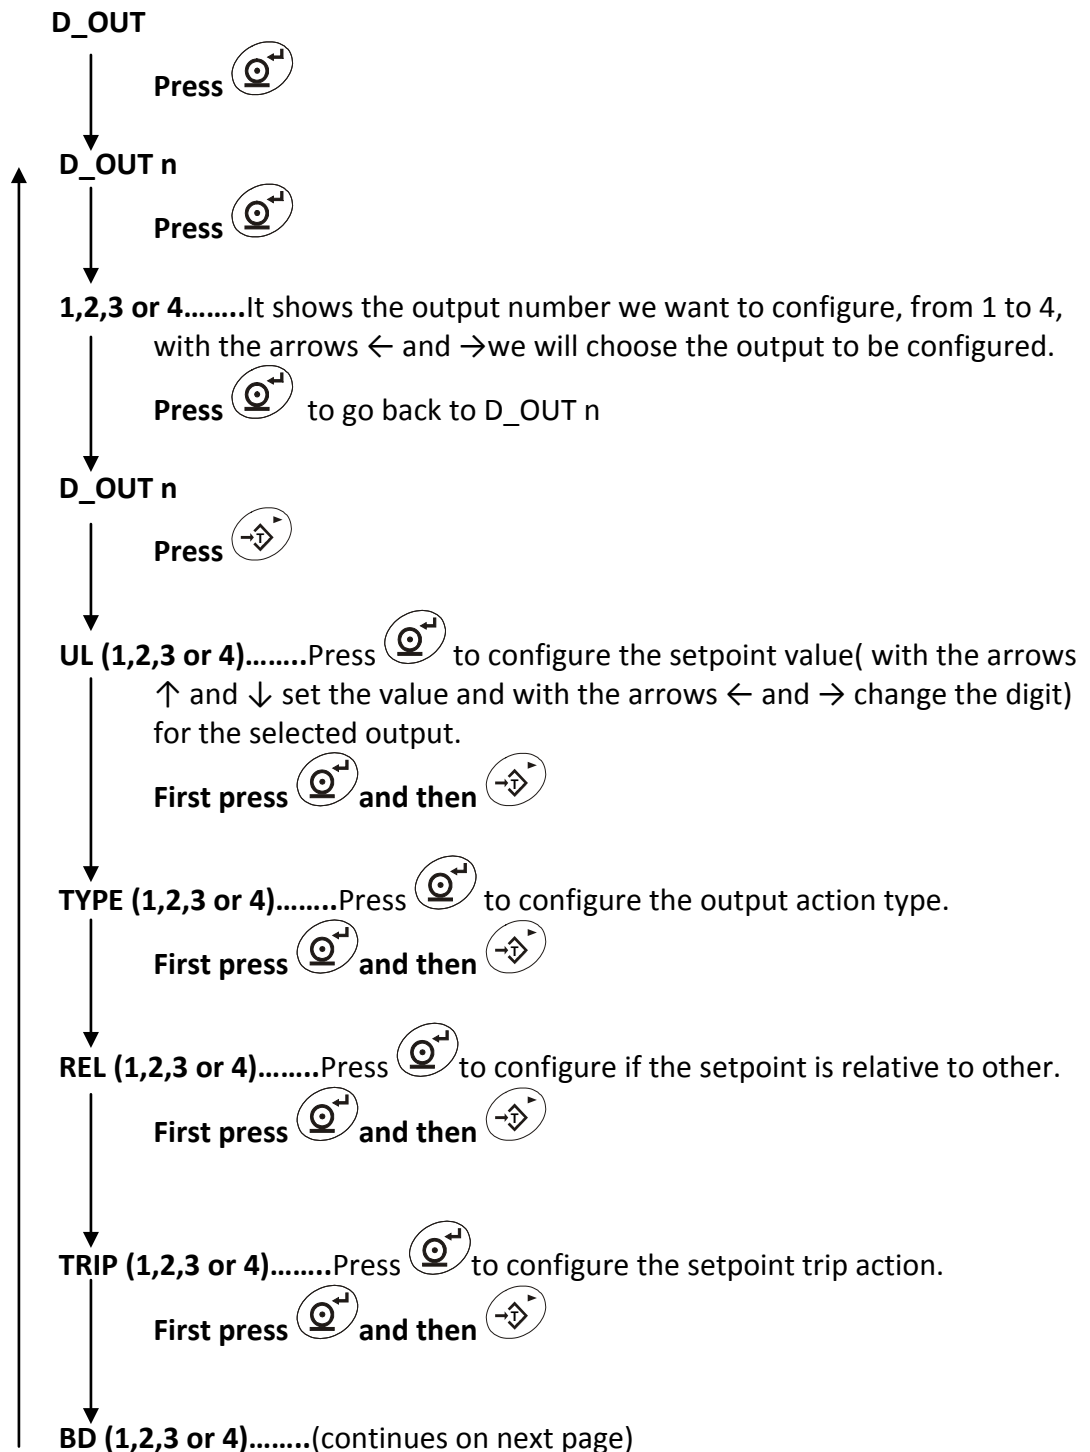 D_OUT
Press
D_OUT n
Press
1,2,3 or 4……..It shows the output number we want to configure, from 1 to 4,
with the arrows ← and →we will choose the output to be configured.
Press to go back to D_OUT n
D_OUT n
Press →T
UL (1,2,3 or 4)……..Press to configure the setpoint value( with the arrows
↑ and ↓ set the value and with the arrows ← and → change the digit)
for the selected output.
First press and then →T
TYPE (1,2,3 or 4)……..Press to configure the output action type.
First press and then →T
REL (1,2,3 or 4)……..Press to configure if the setpoint is relative to other.
First press and then →T
TRIP (1,2,3 or 4)……..Press to configure the setpoint trip action.
First press and then →T
BD (1,2,3 or 4)……..(continues on next page)